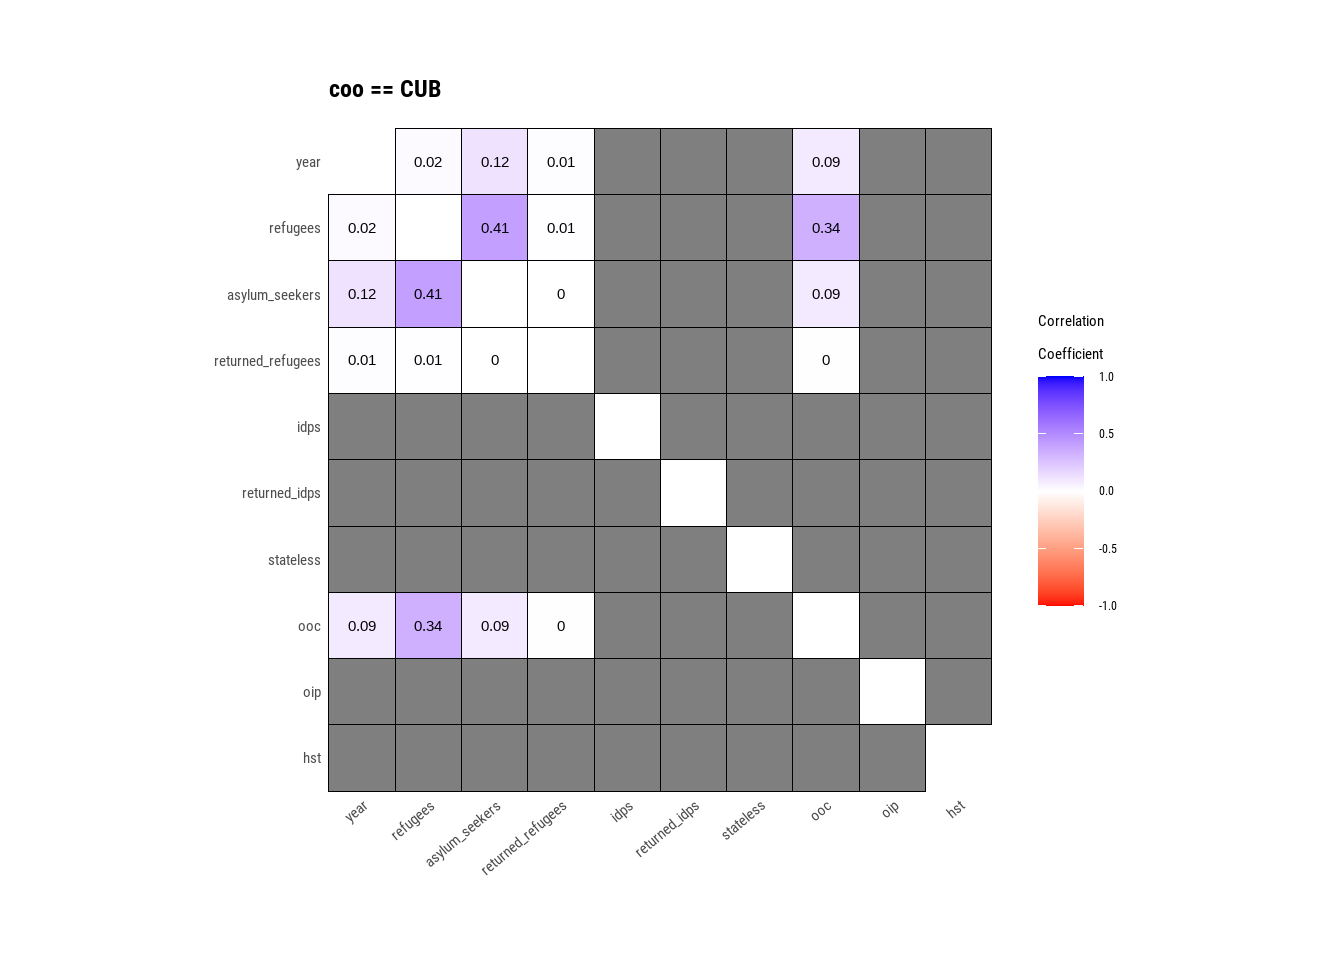 coo == CUB
year 0.02 0.12 0.01 0.09
refugees 0.02 0.41 0.01 0.34
asylum_seekers 0.12 0.41 0 0.09
returned_refugees 0.01 0.01 0 0
idps
returned_idps
stateless
ooc 0.09 0.34 0.09 0
oip
hst
year refugees asylum_seekers returned_refugees idps returned_idps stateless ooc oip hst
Correlation
Coefficient
1.0
0.5
0.0
-0.5
-1.0